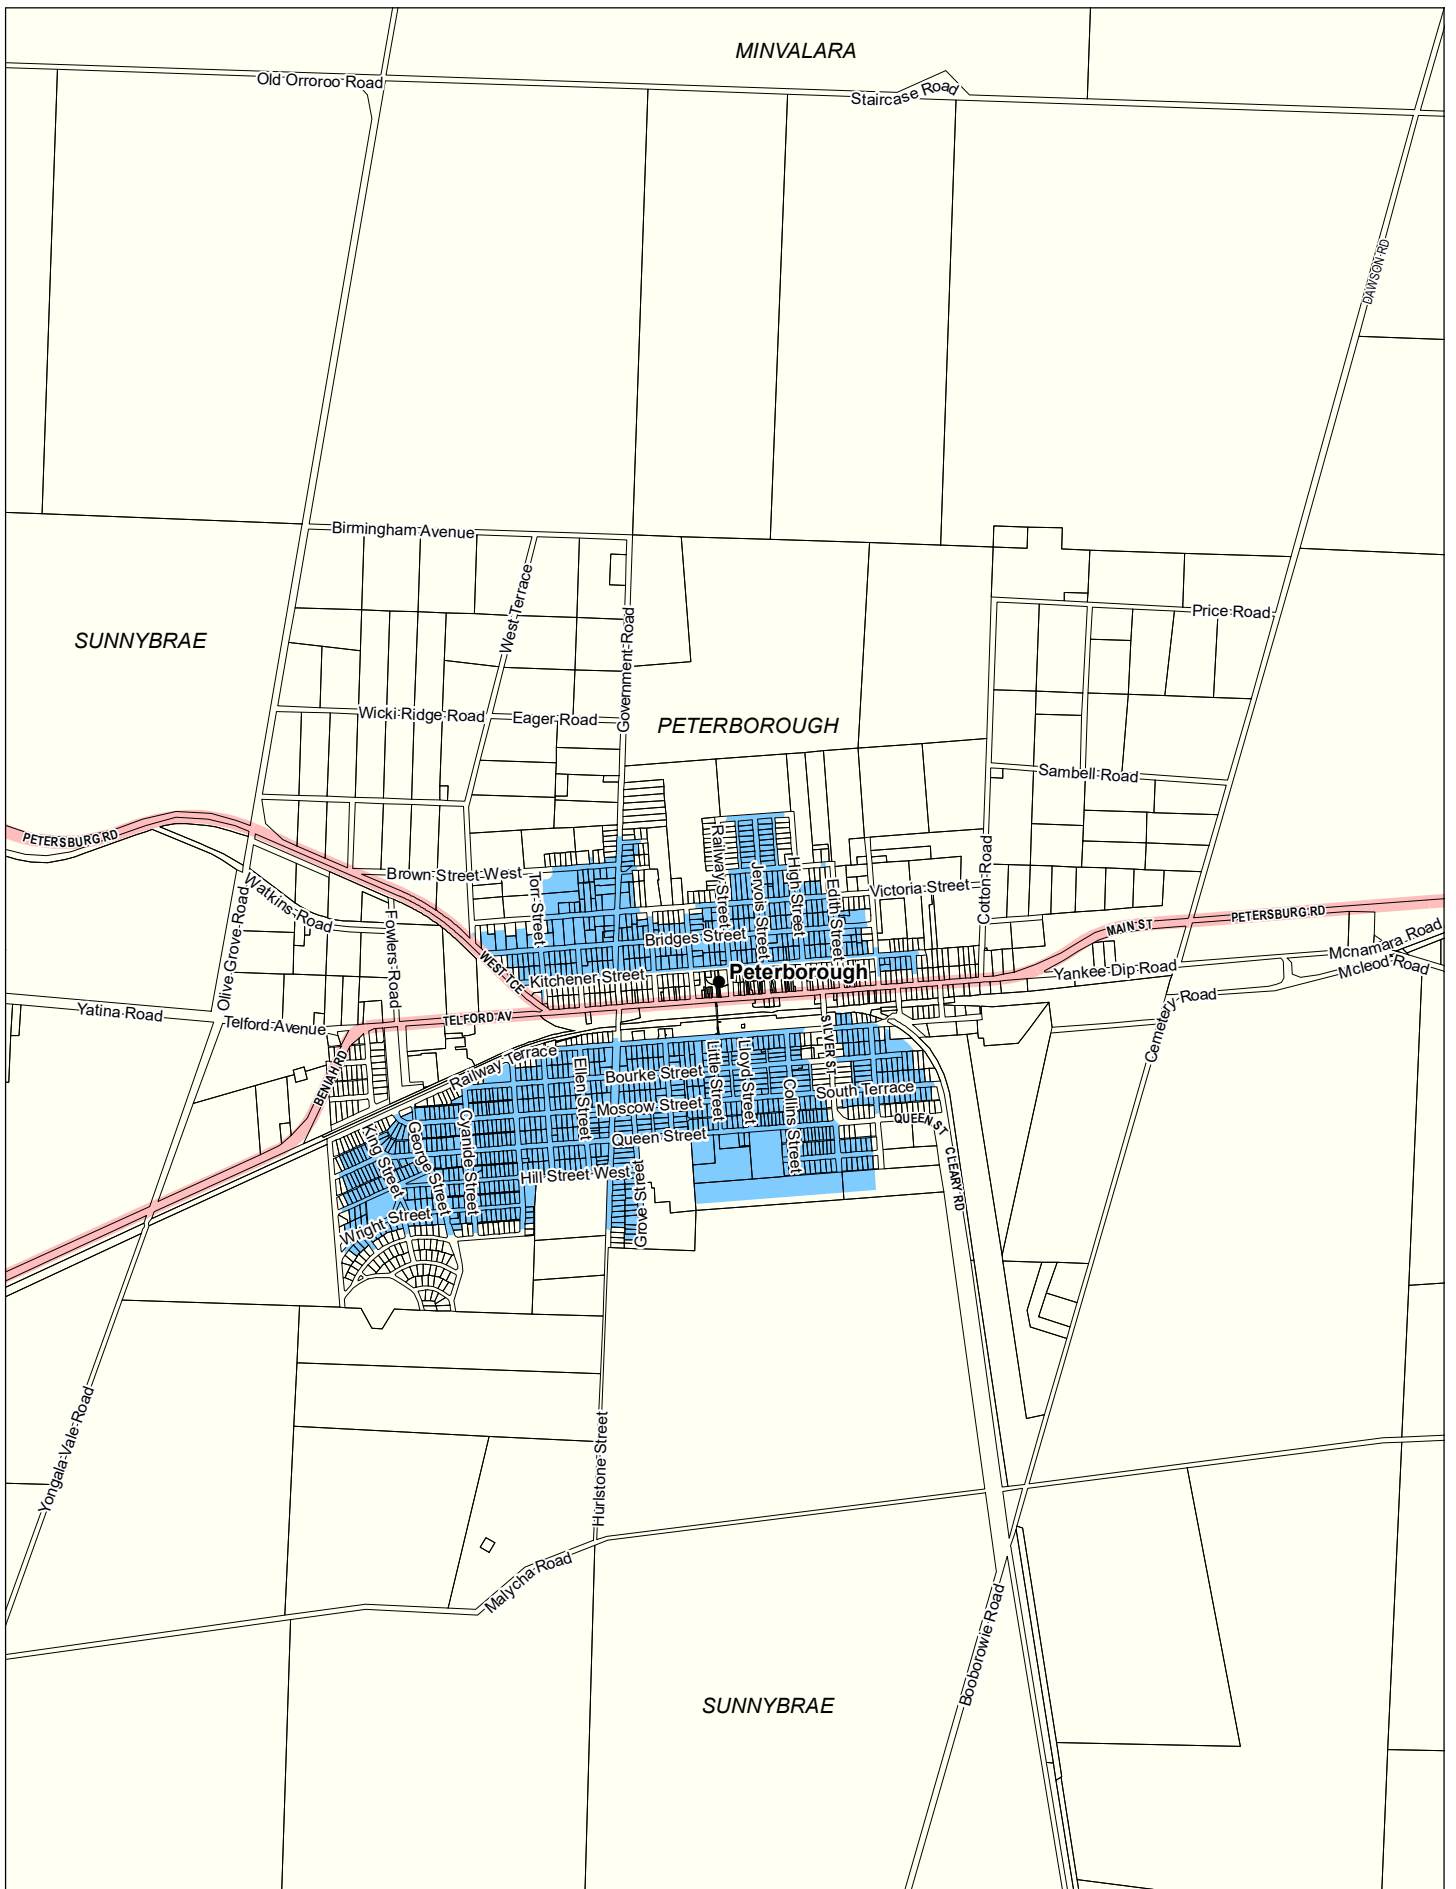 MINVALARA
Old Orroroo Road
Staircase Road
DAWSON RD
Birmingham Avenue
West Terrace
Government Road
Price Road
SUNNYBRAE
Wicki Ridge Road
Eager Road
PETERBOROUGH
Sambell Road
PETERSBURG RD
Brown Street West
Torr Street
Railway Street
Jervois Street
High Street
Edith Street
Victoria Street
Cotton Road
Watkins Road
Olive Grove Road
Fowlers Road
Bridges Street
MAIN ST
PETERSBURG RD
Mcnamara Road
Mcleod Road
Yankee Dip Road
WEST TCE
Kitchener Street
Peterborough
Yatina Road
Telford Avenue
TELFORD AV
Cemetery Road
BENIAH RD
Railway Terrace
Ellen Street
Bourke Street
Little Street
Lloyd Street
SILVER ST
Collins Street
South Terrace
Moscow Street
QUEEN ST
Queen Street
King Street
George Street
Cyanide Street
Hill Street West
Grove Street
CLEARY RD
Wright Street
Yongala Vale Road
Hurlstone Street
Malycha Road
Booborowie Road
SUNNYBRAE